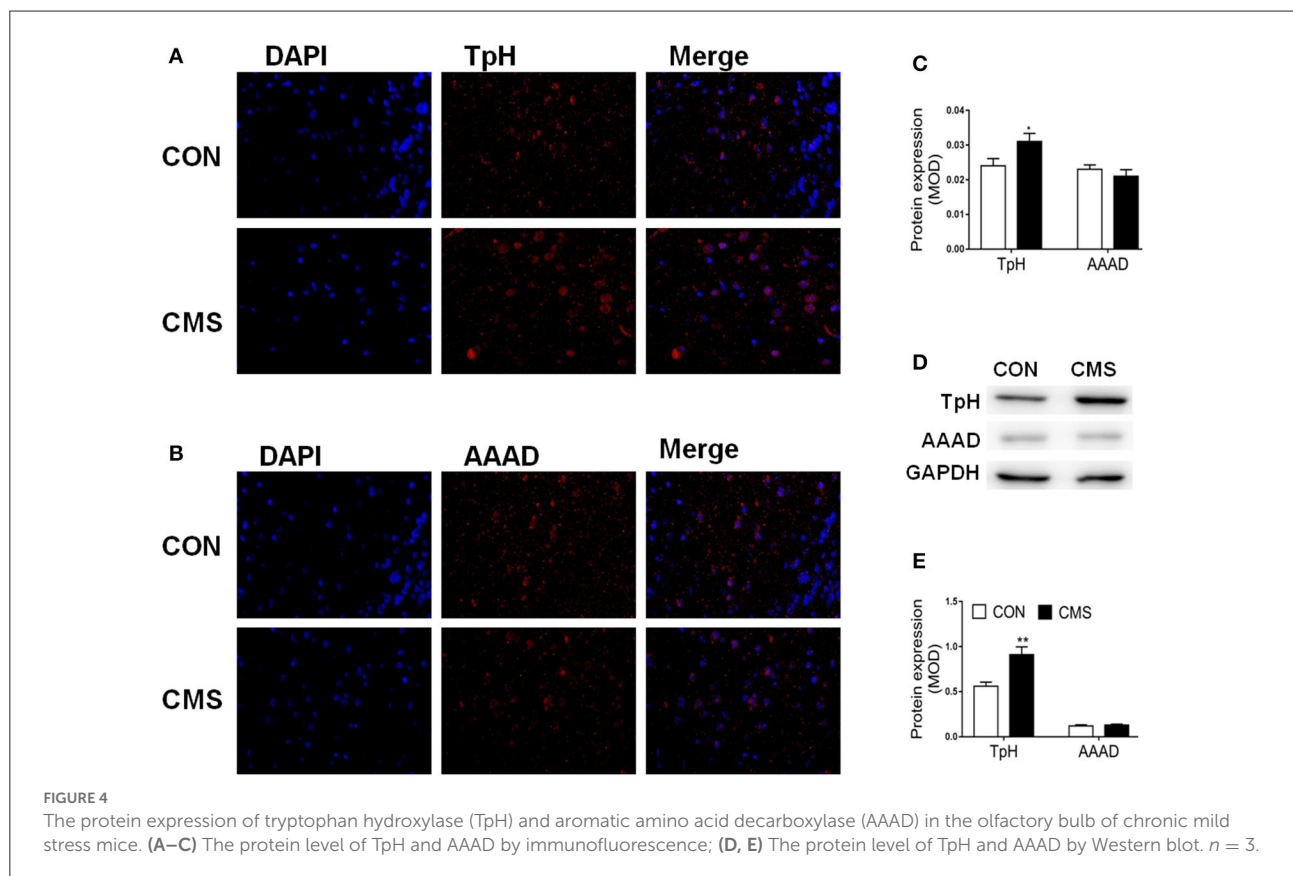 A
DAPI TpH Merge
CON
CMS
B
DAPI AAAD Merge
CON
CMS
C
Protein expression
(MOD)
0.04
0.03
0.02
0.01
0.00
*
TpH AAAD
D
CON CMS
TpH
AAAD
GAPDH
E
Protein expression
(MOD)
1.5
1.0
0.5
0.0
CON CMS
**
TpH AAAD
FIGURE 4
The protein expression of tryptophan hydroxylase (TpH) and aromatic amino acid decarboxylase (AAAD) in the olfactory bulb of chronic mild
stress mice. (A–C) The protein level of TpH and AAAD by immunofluorescence; (D, E) The protein level of TpH and AAAD by Western blot. n = 3.